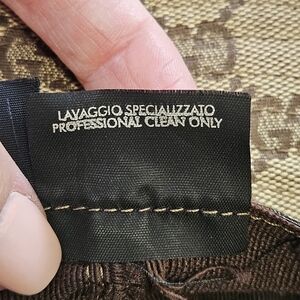 LAVAGGIO SPECIALIZZATO
PROFESSIONAL CLEAN ONLY